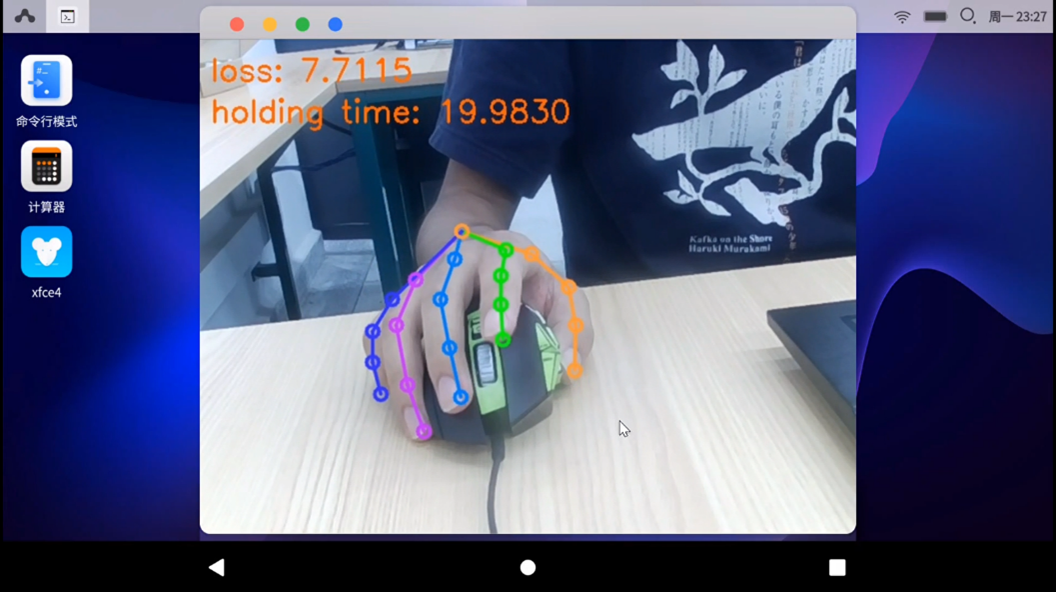 周一 23:27
loss: 7.7115
holding time: 19.9830
命令行模式
计算器
xfce4
Kafka on the Shore
Haruki Murakami